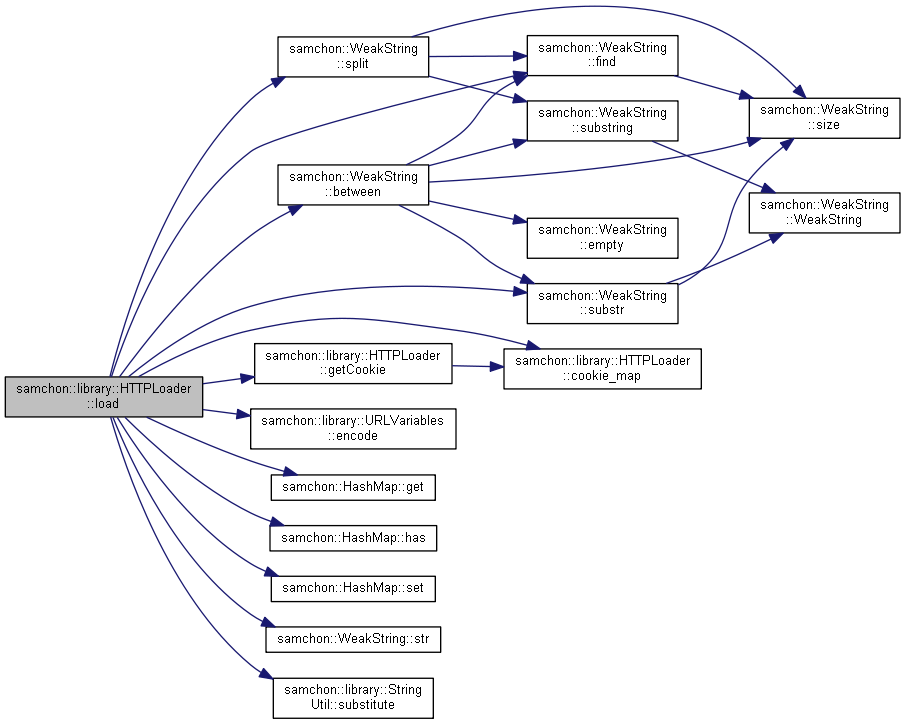 samchon::library::HTTPLoader
::load
samchon::WeakString
::split
samchon::WeakString
::between
samchon::library::HTTPLoader
::getCookie
samchon::library::URLVariables
::encode
samchon::HashMap::get
samchon::HashMap::has
samchon::HashMap::set
samchon::WeakString::str
samchon::library::String
Util::substitute
samchon::WeakString
::find
samchon::WeakString
::substring
samchon::WeakString
::empty
samchon::WeakString
::substr
samchon::library::HTTPLoader
::cookie_map
samchon::WeakString
::size
samchon::WeakString
::WeakString